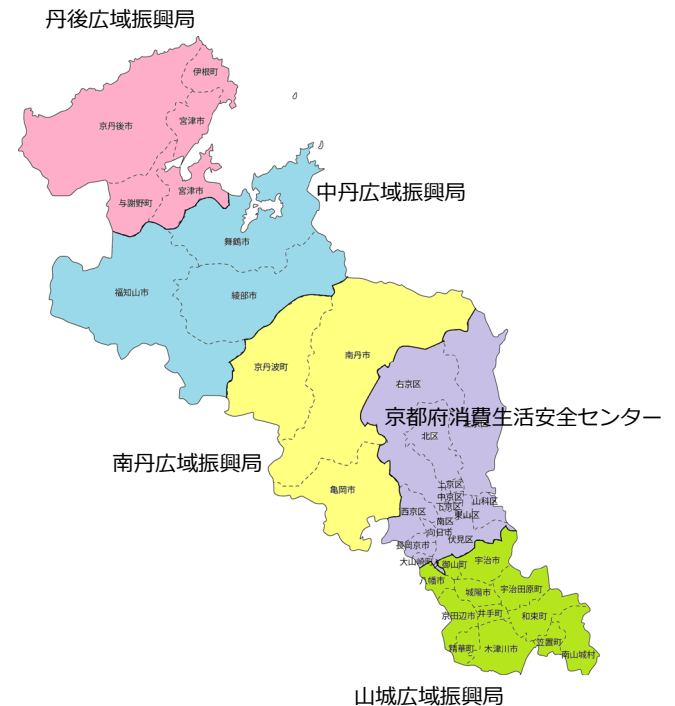 丹後広域振興局
伊根町
京丹後市
宮津市
宮津市
与謝野町
中丹広域振興局
舞鶴市
福知山市
綾部市
南丹市
京丹波町
右京区
京都府消費生活安全センター
北区
南丹広域振興局
亀岡市
上京区
中京区
山科区
下京区
西京区
東山区
南区
向日市
伏見区
長岡京市
大山崎町
御山町
宇治市
八幡市
城陽市
宇治田原町
京田辺市
井手町
和束町
笠置町
精華町
木津川市
南山城村
山城広域振興局